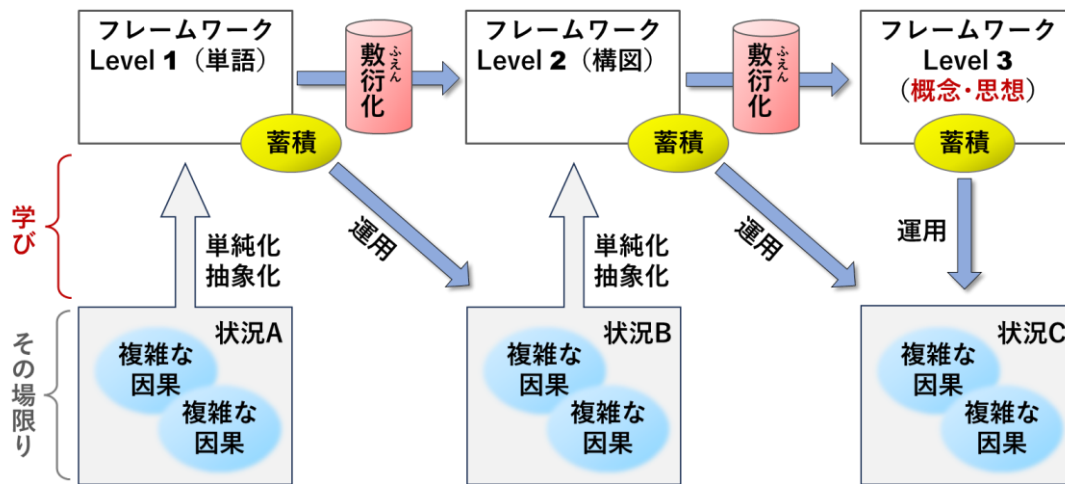 フレームワーク
Level 1（単語）
敷衍化
ふえん
フレームワーク
Level 2（構図）
敷衍化
ふえん
フレームワーク
Level 3
（概念・思想）
蓄積
蓄積
蓄積
学び
単純化
抽象化
運用
単純化
抽象化
運用
運用
その場限り
状況A
複雑な
因果
複雑な
因果
状況B
複雑な
因果
複雑な
因果
状況C
複雑な
因果
複雑な
因果